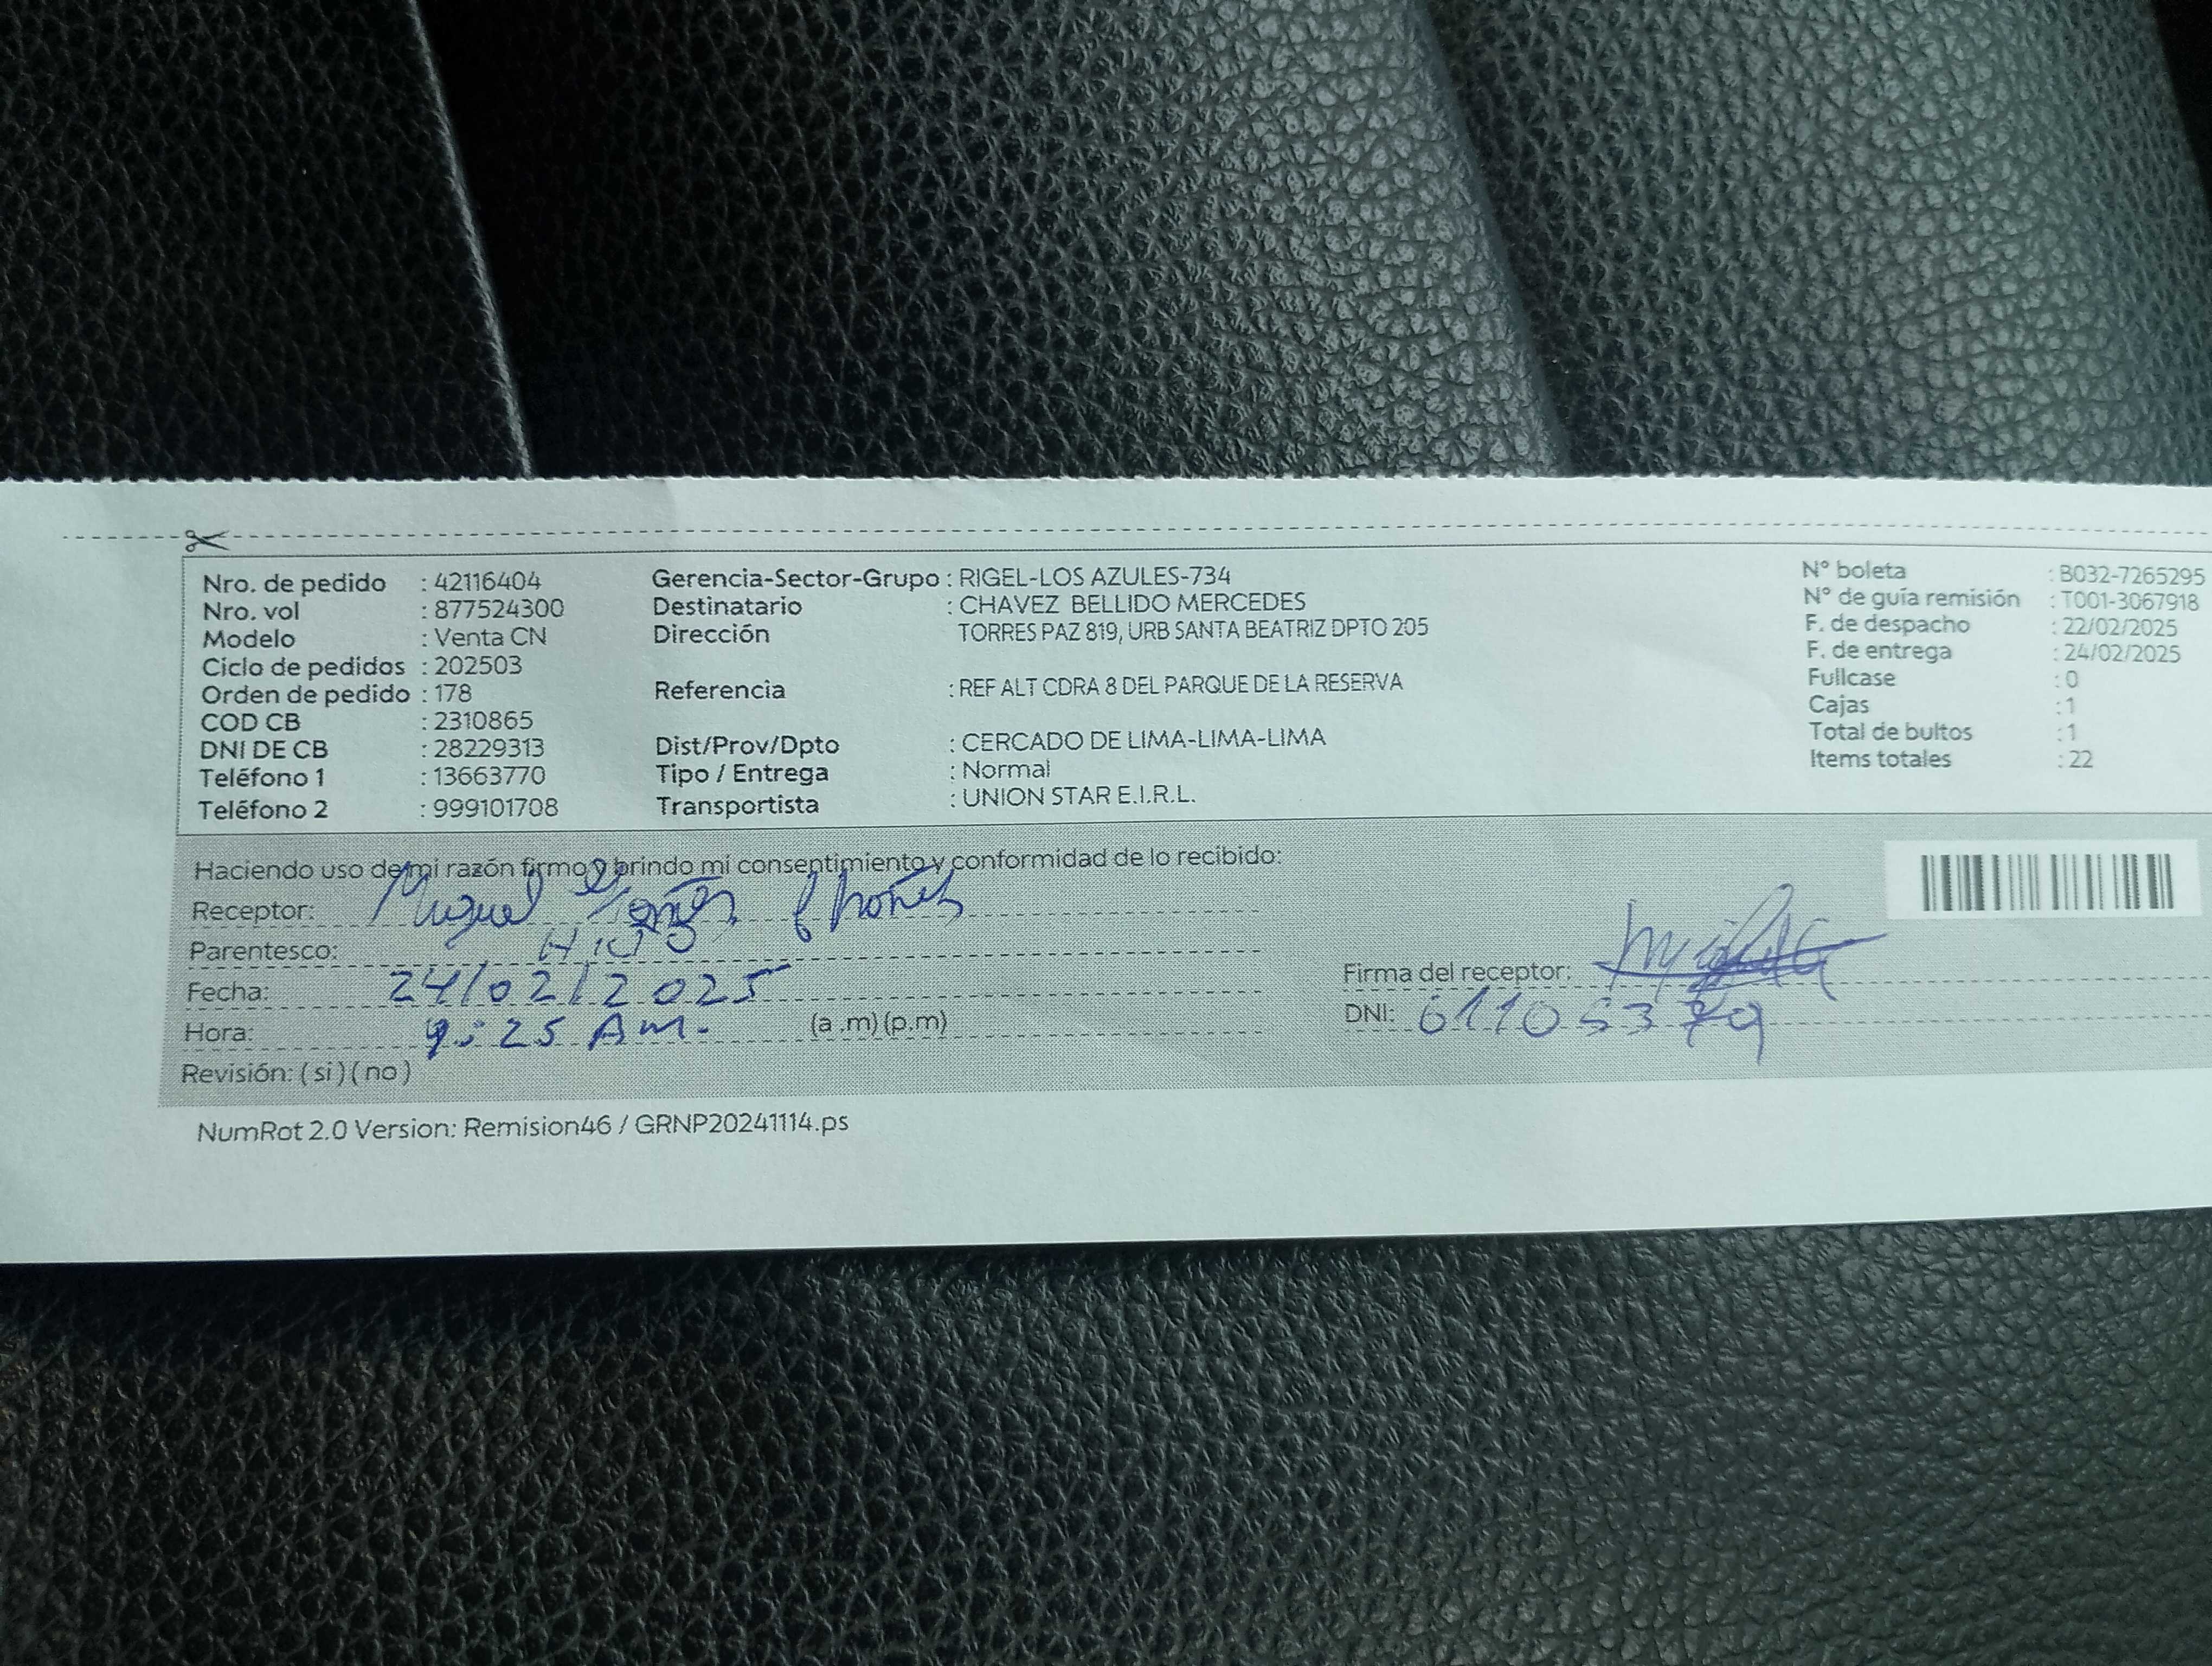 Nro. de pedido : 42116404 Gerencia-Sector-Grupo : RIGEL-LOS AZULES-734 N° boleta : B032-7265295
Nro. vol : 877524300 Destinatario : CHAVEZ BELLIDO MERCEDES N° de guía remisión : T001-3067918
Modelo : Venta CN Dirección TORRES PAZ 819, URB SANTA BEATRIZ DPTO 205 F. de despacho : 22/02/2025
Ciclo de pedidos : 202503 F. de entrega : 24/02/2025
Orden de pedido : 178 Referencia : REF ALT CDRA 8 DEL PARQUE DE LA RESERVA Fullcase : 0
COD CB : 2310865 Cajas : 1
DNI DE CB : 28229313 Dist/Prov/Dpto : CERCADO DE LIMA-LIMA-LIMA Total de bultos : 1
Teléfono 1 : 13663770 Tipo / Entrega : Normal Items totales : 22
Teléfono 2 : 999101708 Transportista : UNION STAR E.I.R.L.
Haciendo uso de mi razón firmo y brindo mi consentimiento y conformidad de lo recibido:
Receptor: Miguel
Parentesco: HIJO
Fecha: 24/02/2025 Firma del receptor:
Hora: 9:25 Am. (a.m)(p.m) DNI:
Revisión: (si)(no)
NumRot 2.0 Version: Remision46 / GRNP20241114.ps